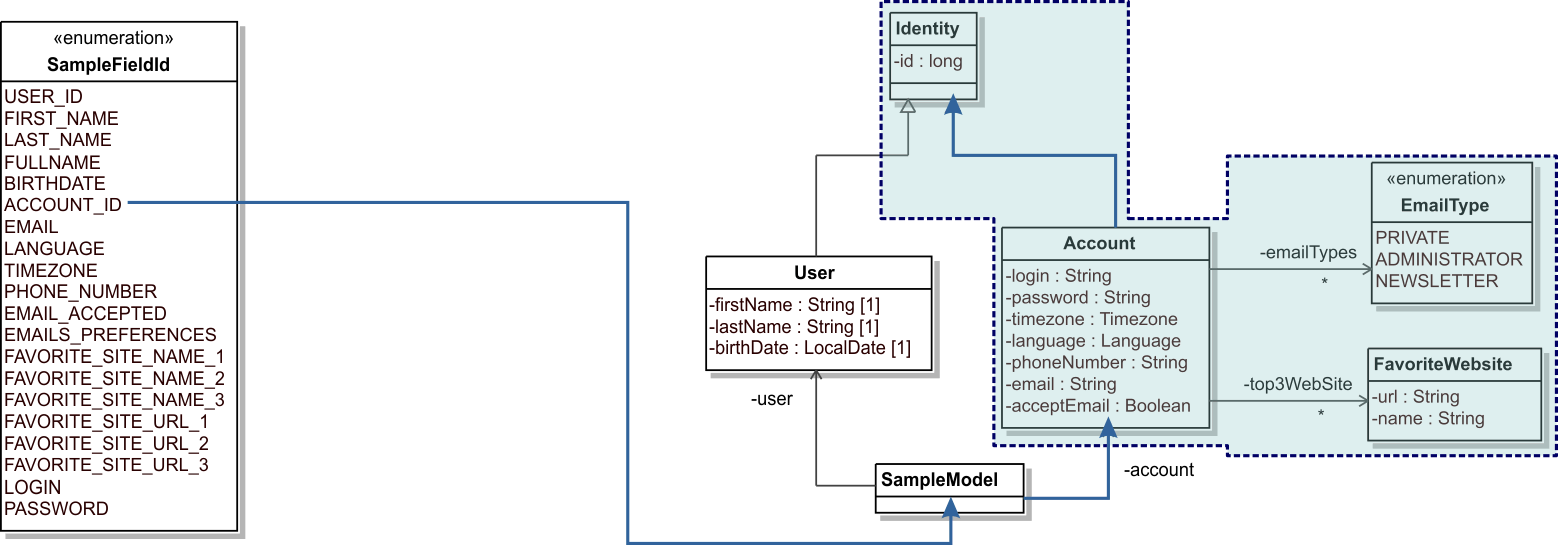 «enumeration»
SampleFieldId
USER_ID
FIRST_NAME
LAST_NAME
FULLNAME
BIRTHDATE
ACCOUNT_ID
EMAIL
LANGUAGE
TIMEZONE
PHONE_NUMBER
EMAIL_ACCEPTED
EMAILS_PREFERENCES
FAVORITE_SITE_NAME_1
FAVORITE_SITE_NAME_2
FAVORITE_SITE_NAME_3
FAVORITE_SITE_URL_1
FAVORITE_SITE_URL_2
FAVORITE_SITE_URL_3
LOGIN
PASSWORD
Identity
-id : long
User
-firstName : String [1]
-lastName : String [1]
-birthDate : LocalDate [1]
-user
SampleModel
-account
Account
-login : String
-password : String
-timezone : Timezone
-language : Language
-phoneNumber : String
-email : String
-acceptEmail : Boolean
-emailTypes
*
«enumeration»
EmailType
PRIVATE
ADMINISTRATOR
NEWSLETTER
-top3WebSite
*
FavoriteWebsite
-url : String
-name : String